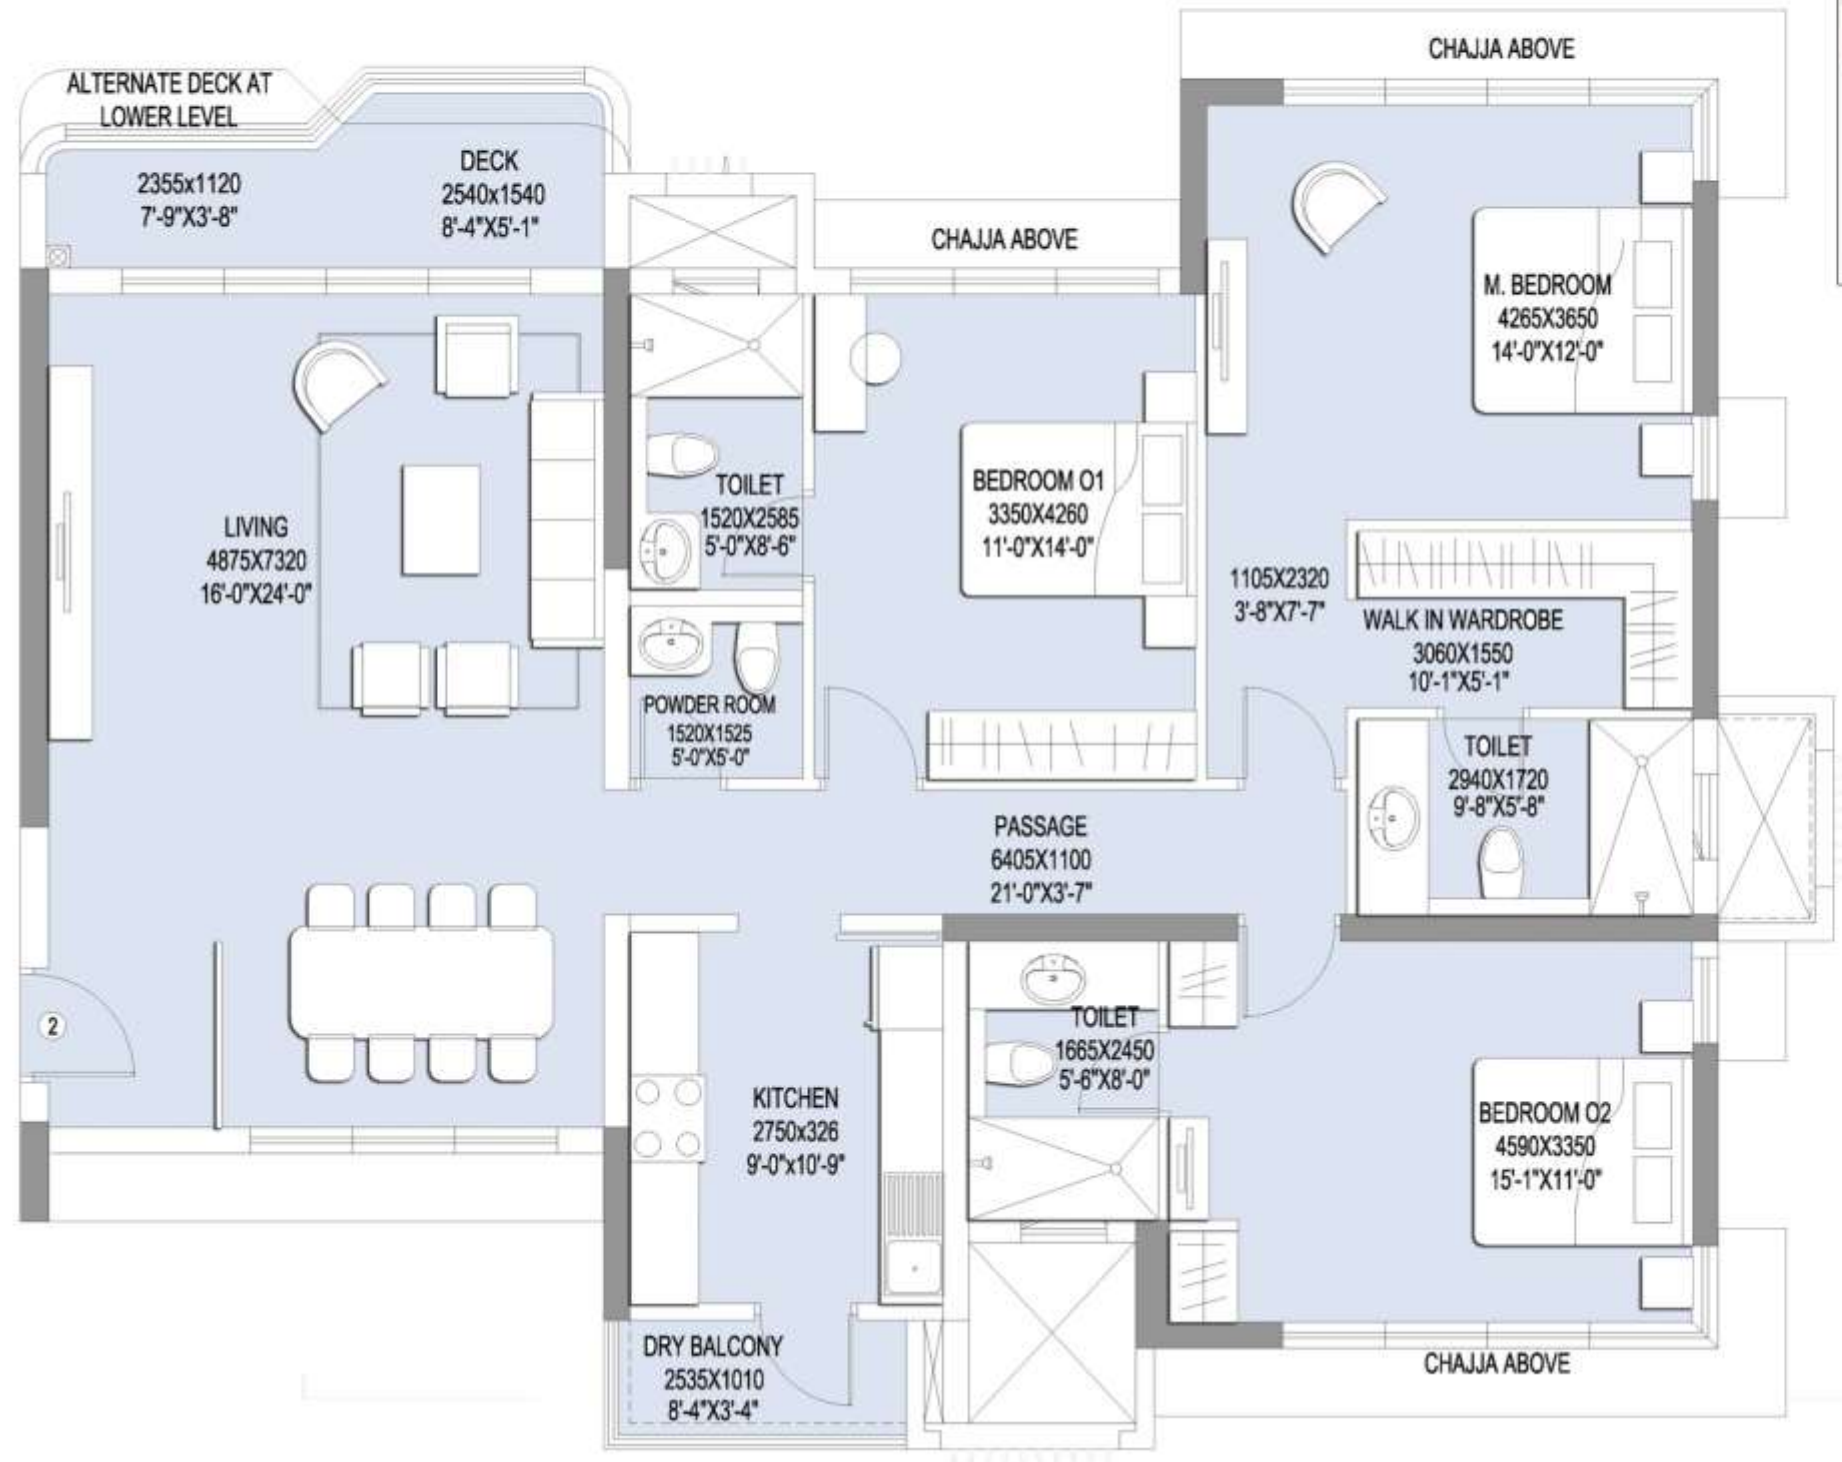 CHAJJA ABOVE
ALTERNATE DECK AT
LOWER LEVEL
2355x1120
7'-9"X3'-8"
DECK
2540x1540
8'-4"X5'-1"
CHAJJA ABOVE
M. BEDROOM
4265X3650
14'-0"X12'-0"
LIVING
4875X7320
16'-0"X24'-0"
TOILET
1520X2585
5'-0"X8'-6"
BEDROOM O1
3350X4260
11'-0"X14'-0"
1105X2320
3'-8"X7'-7"
WALK IN WARDROBE
3060X1550
10'-1"X5'-1"
POWDER ROOM
1520X1525
5'-0"X5'-0"
TOILET
2940X1720
9'-8"X5'-8"
PASSAGE
6405X1100
21'-0"X3'-7"
2
TOILET
1665X2450
5'-6"X8'-0"
KITCHEN
2750x326
9'-0"x10'-9"
BEDROOM O2
4590X3350
15'-1"X11'-0"
DRY BALCONY
2535X1010
8'-4"X3'-4"
CHAJJA ABOVE